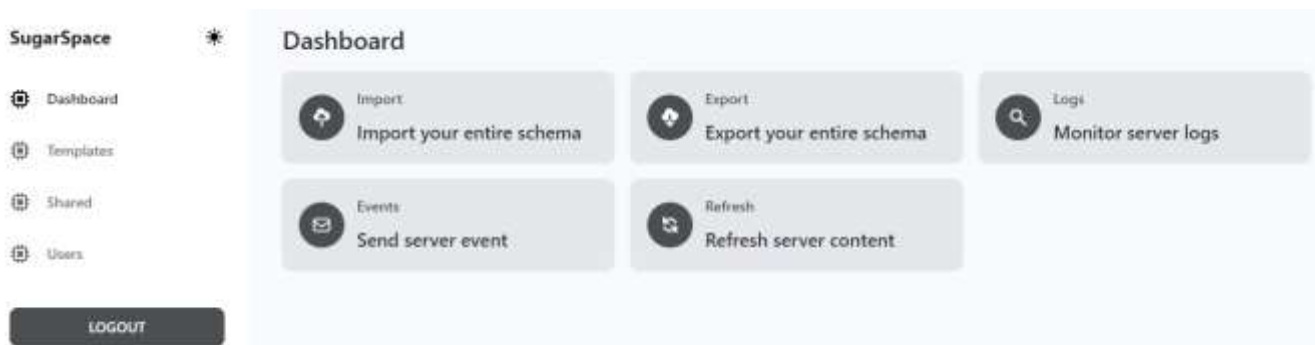 SugarSpace
Dashboard
Templates
Shared
Users
LOGOUT
Dashboard
Import
Import your entire schema
Export
Export your entire schema
Logs
Monitor server logs
Events
Send server event
Refresh
Refresh server content